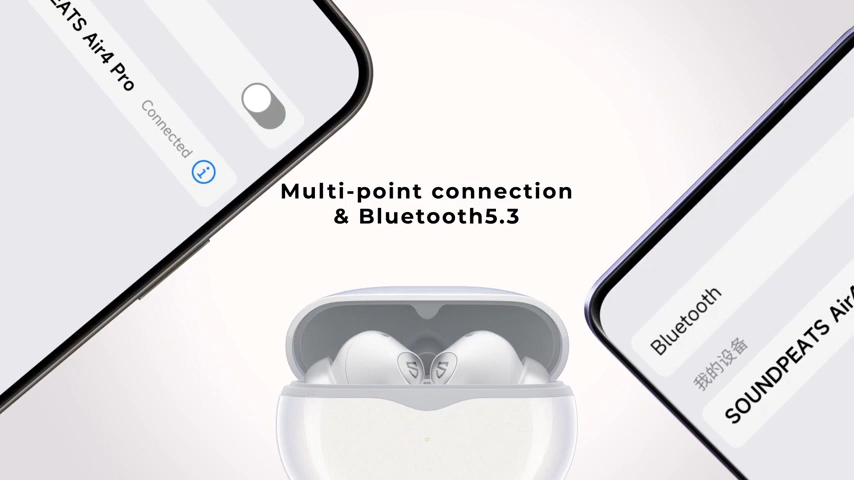 EATS Air4 Pro
Connected
Multi-point connection
& Bluetooth5.3
Bluetooth
我的设备
SOUNDPEATS Air4